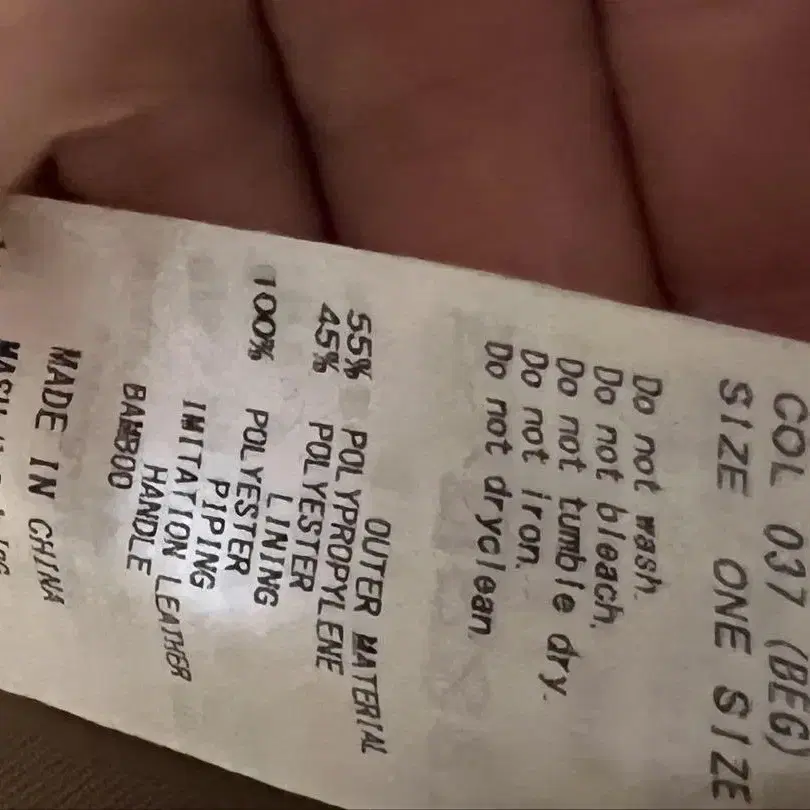 COL 037 (BEG)
SIZE ONE SIZE
Do not wash.
Do not bleach.
Do not tumble dry.
Do not iron.
Do not dryclean.
OUTER MATERIAL
55% POLYPROPYLENE
45% POLYESTER
LINING
100% POLYESTER
PIPING
IMITATION LEATHER
HANDLE
BAMBOO
MADE IN CHINA